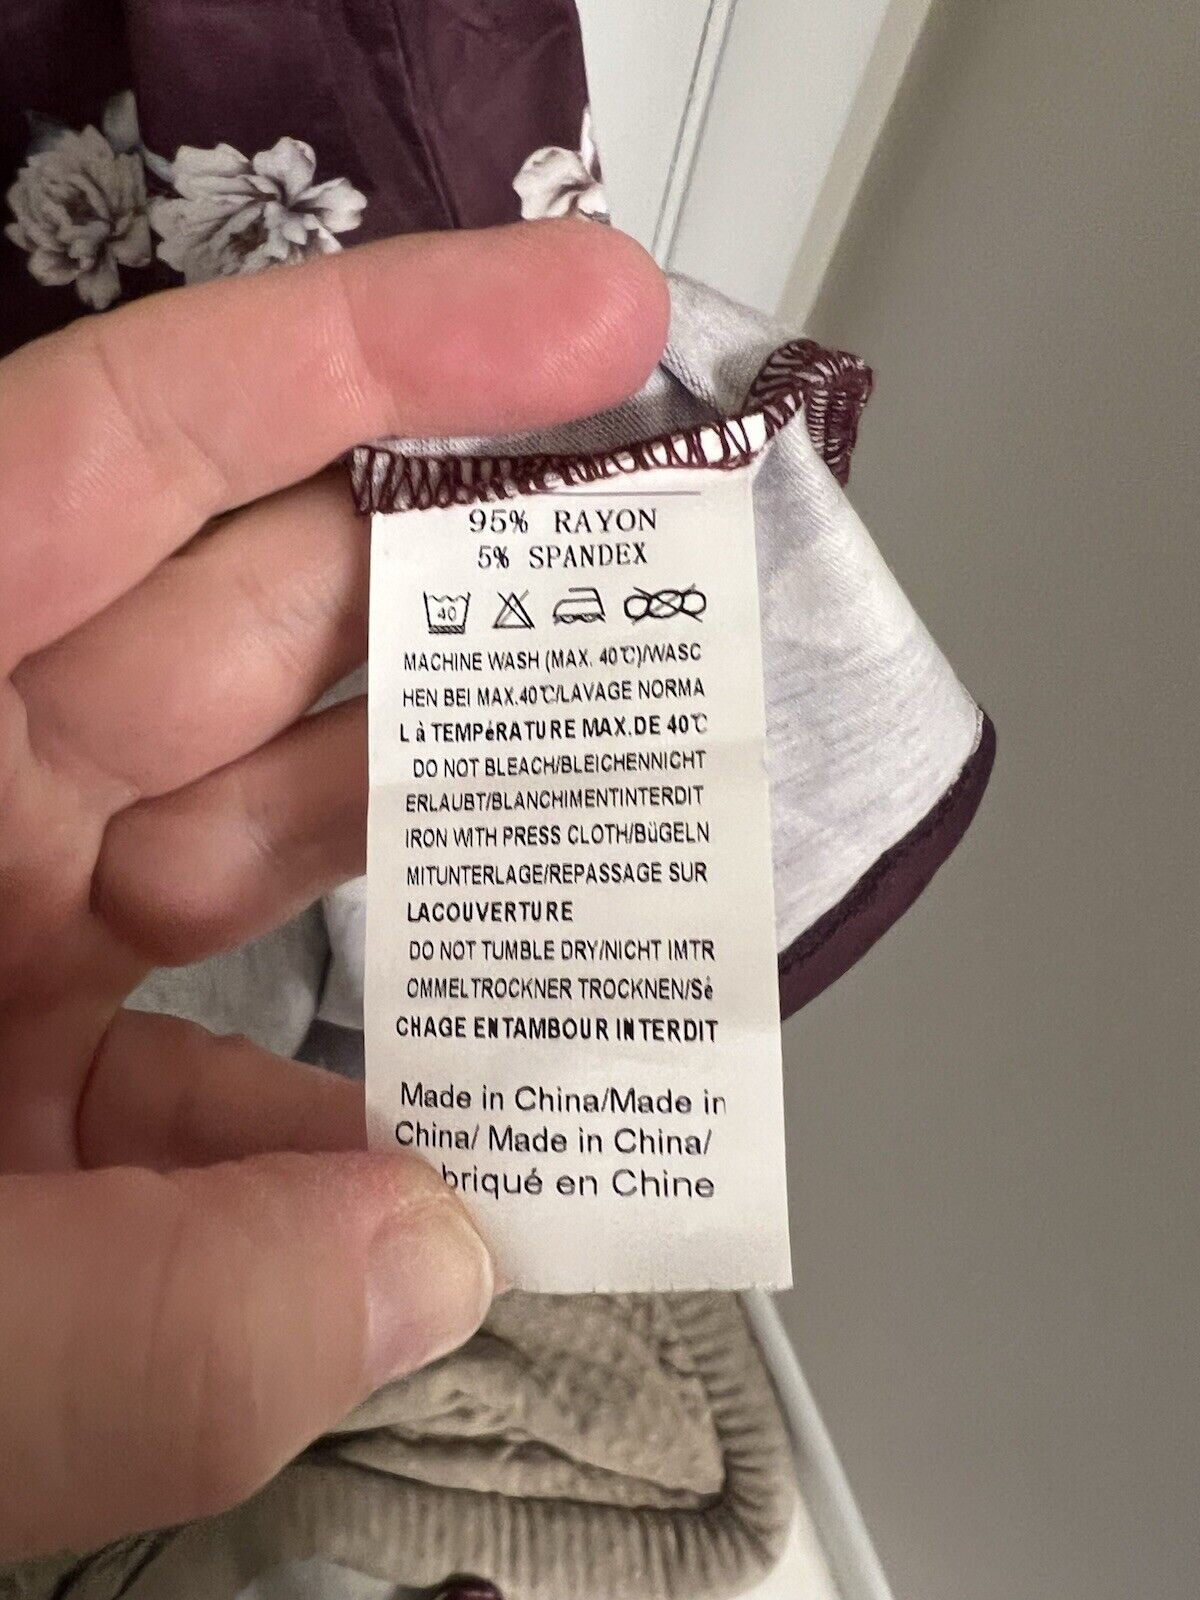 95% RAYON
5% SPANDEX
40
MACHINE WASH (MAX. 40℃)/WASC
HEN BEI MAX.40℃/LAVAGE NORMA
L à TEMPéRATURE MAX.DE 40℃
DO NOT BLEACH/BLEICHENNICHT
ERLAUBT/BLANCHIMENTINTERDIT
IRON WITH PRESS CLOTH/BüGELN
MITUNTERLAGE/REPASSAGE SUR
LACOUVERTURE
DO NOT TUMBLE DRY/NICHT IMTR
OMMELTROCKNER TROCKNEN/Sé
CHAGE ENTAMBOUR INTERDIT
Made in China/Made in
China/ Made in China/
briqué en Chine